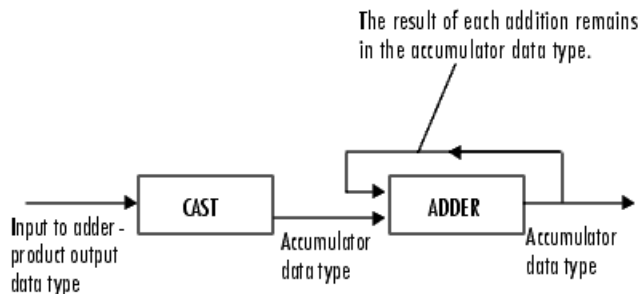 The result of each addition remains
in the accumulator data type.
CAST
ADDER
Input to adder -
product output
data type
Accumulator
data type
Accumulator
data type